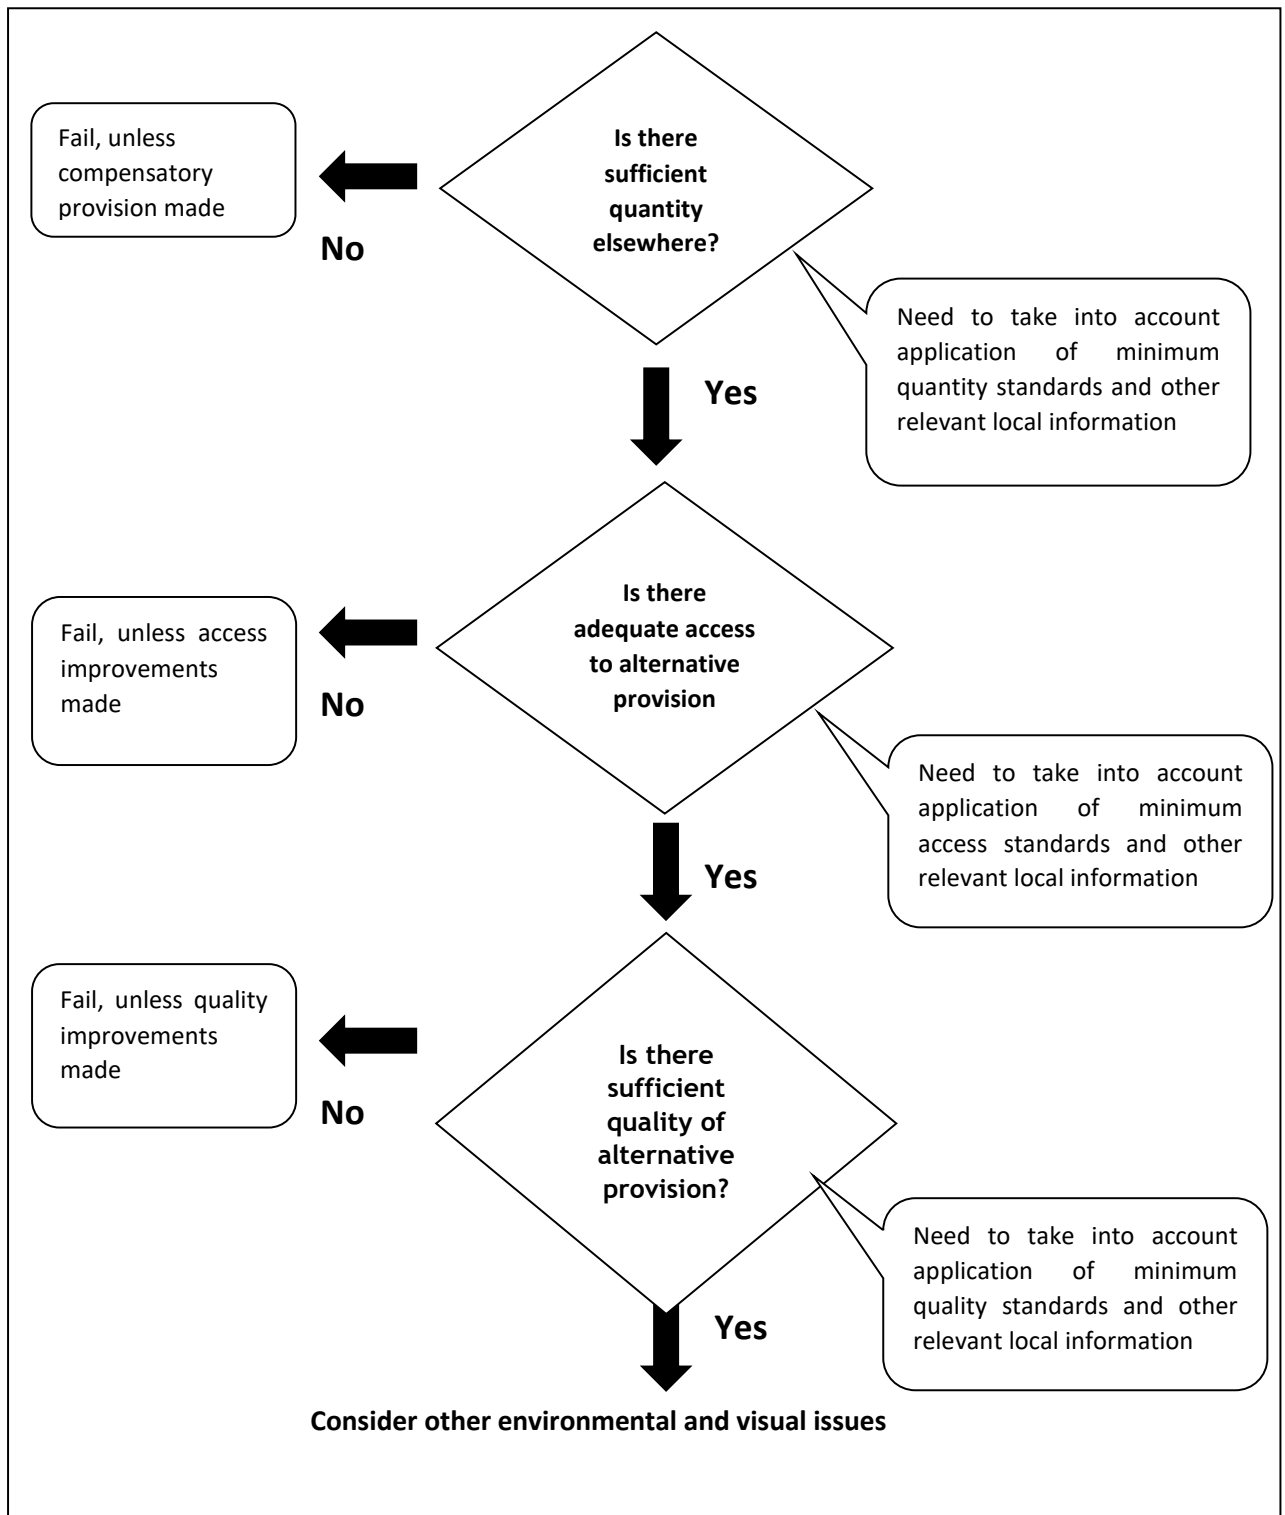 Is there
sufficient
quantity
elsewhere?
Fail, unless
compensatory
provision made
No
Need to take into account
application of minimum
quantity standards and other
relevant local information
Yes
Is there
adequate access
to alternative
provision
Fail, unless access
improvements
made
No
Need to take into account
application of minimum
access standards and other
relevant local information
Yes
Is there
sufficient
quality of
alternative
provision?
Fail, unless quality
improvements
made
No
Need to take into account
application of minimum
quality standards and other
relevant local information
Yes
Consider other environmental and visual issues